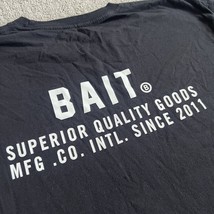 BAIT®
SUPERIOR QUALITY GOODS
MFG .CO. INTL. SINCE 2011